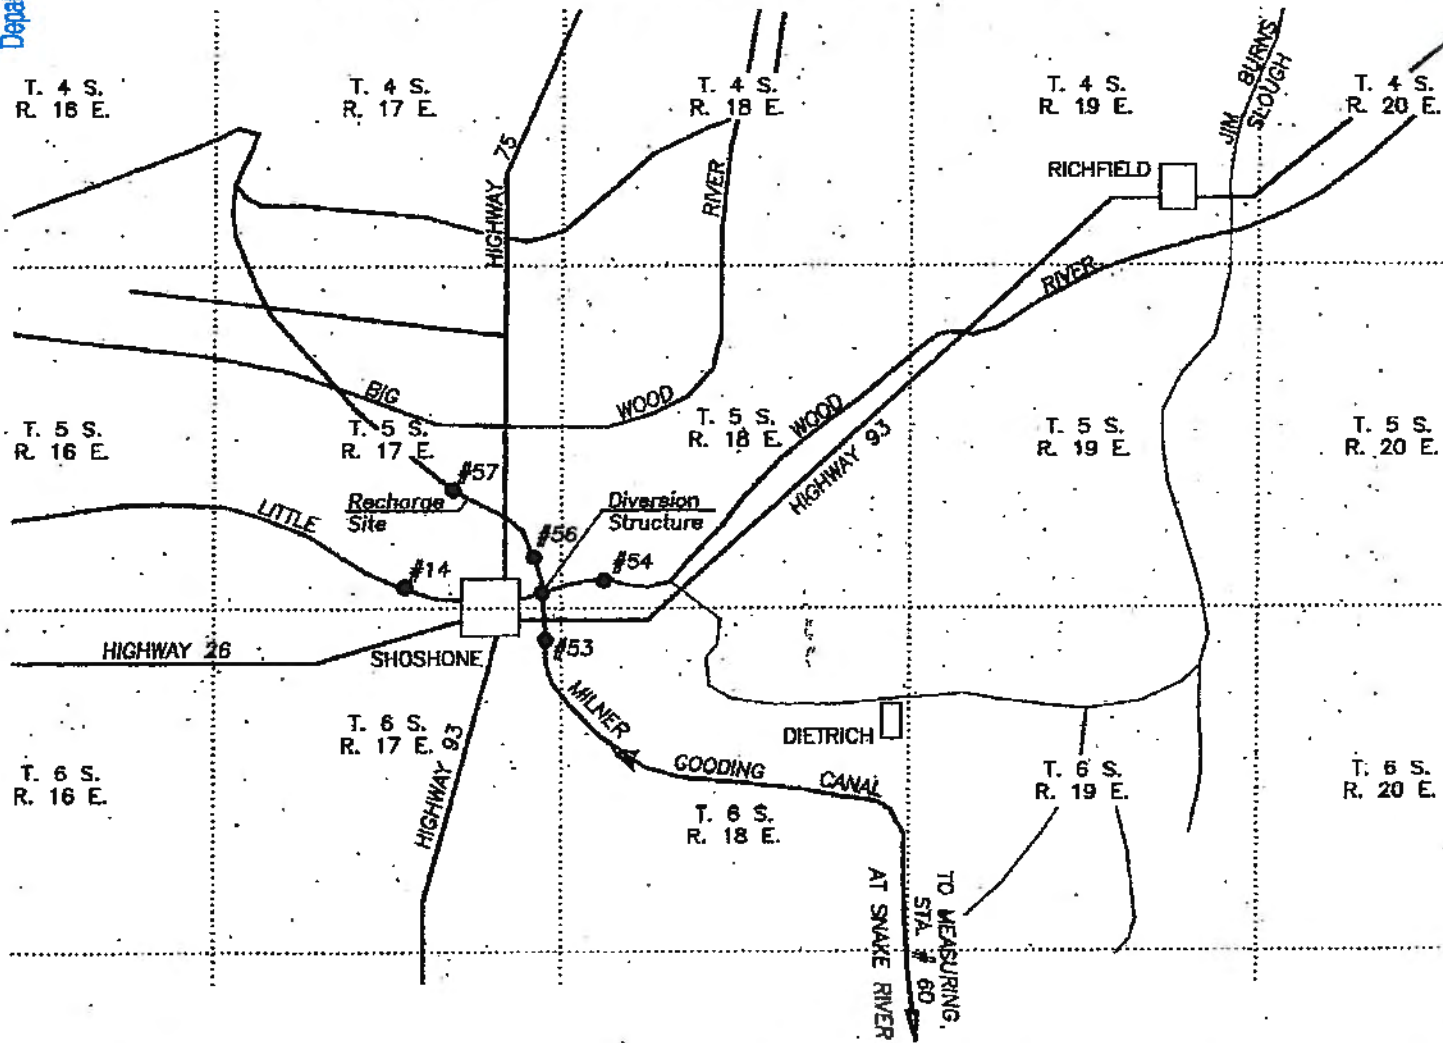 Depa
T. 4 S.
R. 16 E.
T. 4 S.
R. 17 E.
T. 4 S.
R. 18 E.
T. 4 S.
R. 19 E.
T. 4 S.
R. 20 E.
JIM BURNS
SLOUGH
HIGHWAY 75
RIVER
RICHFIELD
RIVER
BIG
WOOD
WOOD
HIGHWAY 93
T. 5 S.
R. 16 E.
T. 5 S.
R. 17 E.
T. 5 S.
R. 18 E.
T. 5 S.
R. 19 E.
T. 5 S.
R. 20 E.
#57
Recharge
Site
Diversion
Structure
LITTLE
#56
#54
#14
#53
HIGHWAY 26
SHOSHONE
MILNER
GOODING
CANAL
DIETRICH
HIGHWAY 93
T. 6 S.
R. 16 E.
T. 6 S.
R. 17 E.
T. 6 S.
R. 18 E.
T. 6 S.
R. 19 E.
T. 6 S.
R. 20 E.
TO MEASURING
STA. # 60
AT SNAKE RIVER